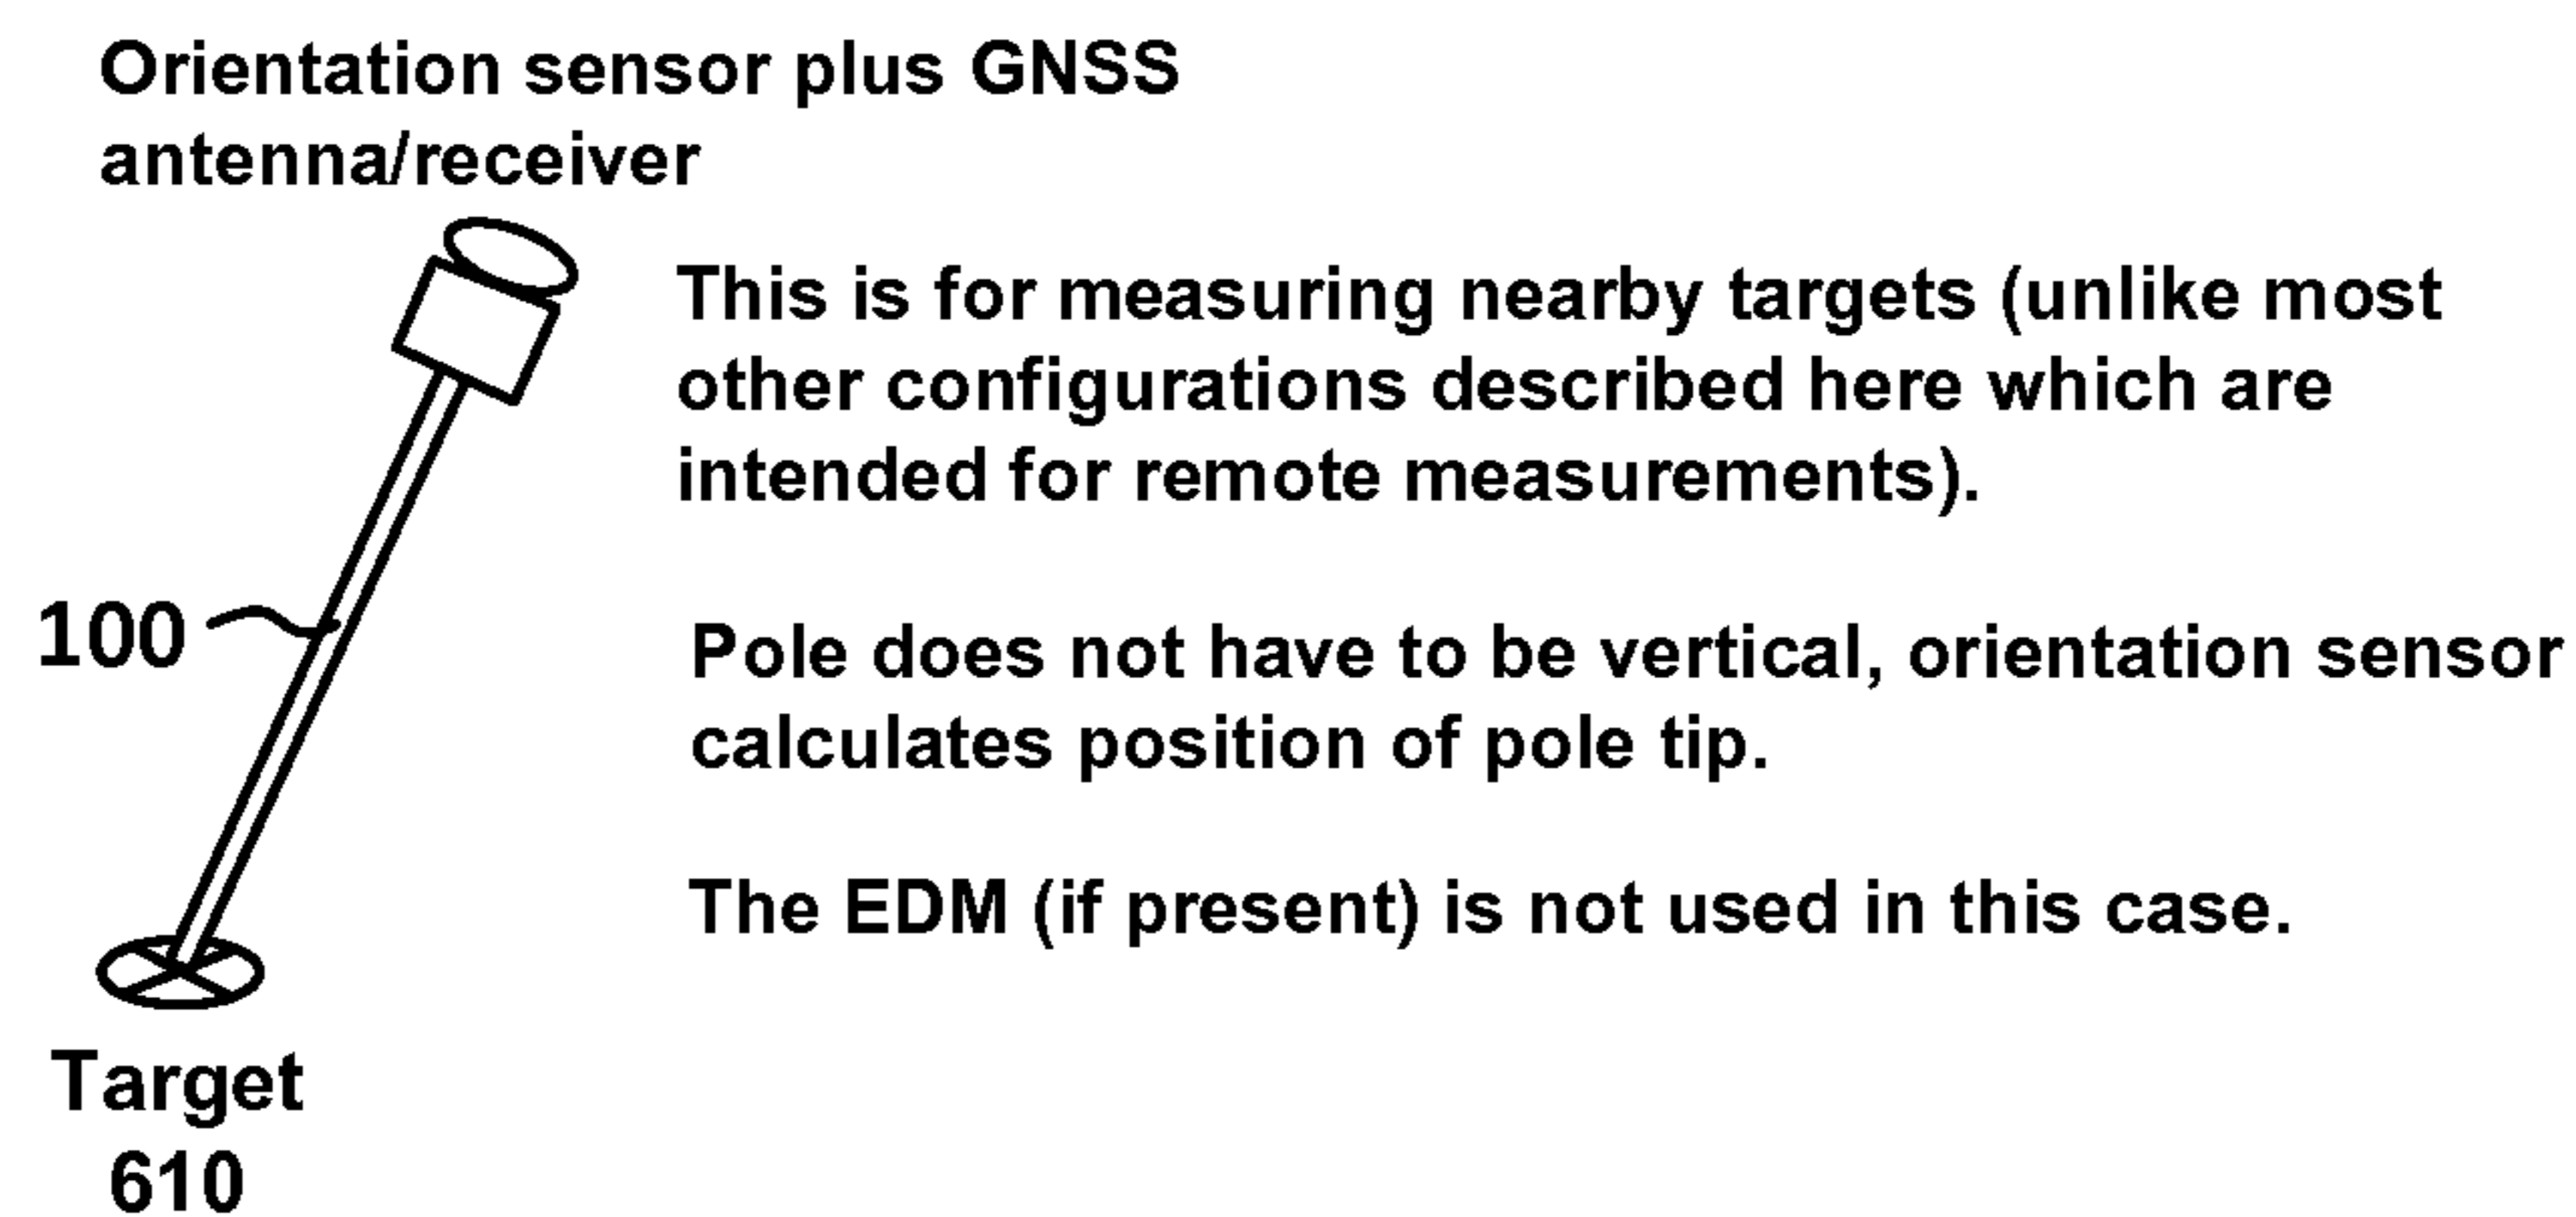 Orientation sensor plus GNSS
antenna/receiver
This is for measuring nearby targets (unlike most
other configurations described here which are
intended for remote measurements).
100
Pole does not have to be vertical, orientation sensor
calculates position of pole tip.
The EDM (if present) is not used in this case.
Target
610